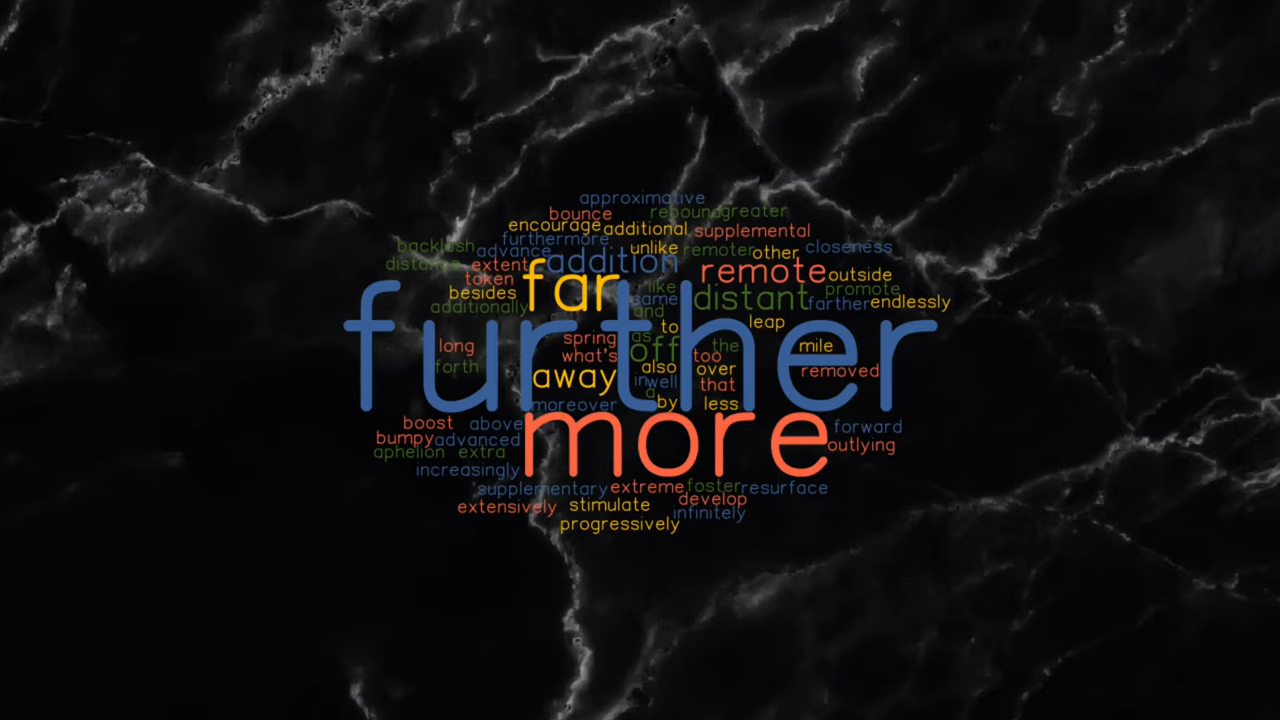 approximative
bounce reboundgreater
encourage additional supplemental
furthermore
backlash advance unlike remoter other closeness
distance extent addition remote outside
token far like promote
besides same distant farther endlessly
additionally and
further
to leap
long spring as the mile
what's off too
forth also over removed
away in well that
a by less
moreover
boost above more forward
bumpy advanced outlying
aphelion extra
increasingly
supplementary extreme foster resurface
extensively stimulate develop
infinitely
progressively